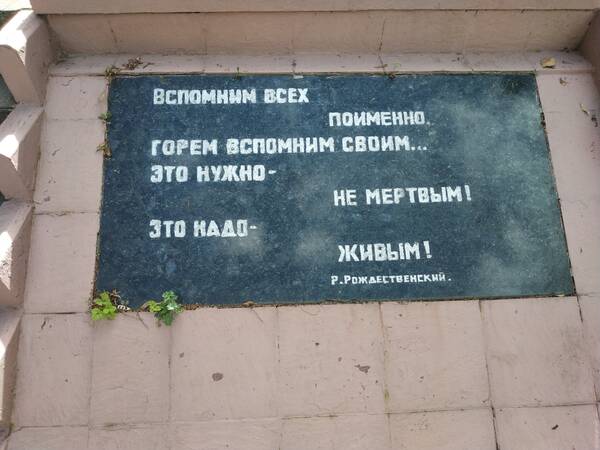 ВСПОМНИМ ВСЕХ
ПОИМЕННО,
ГОРЕМ ВСПОМНИМ СВОИМ...
ЭТО НУЖНО-
НЕ МЕРТВЫМ!
ЭТО НАДО-
ЖИВЫМ!
Р.РОЖДЕСТВЕНСКИЙ.